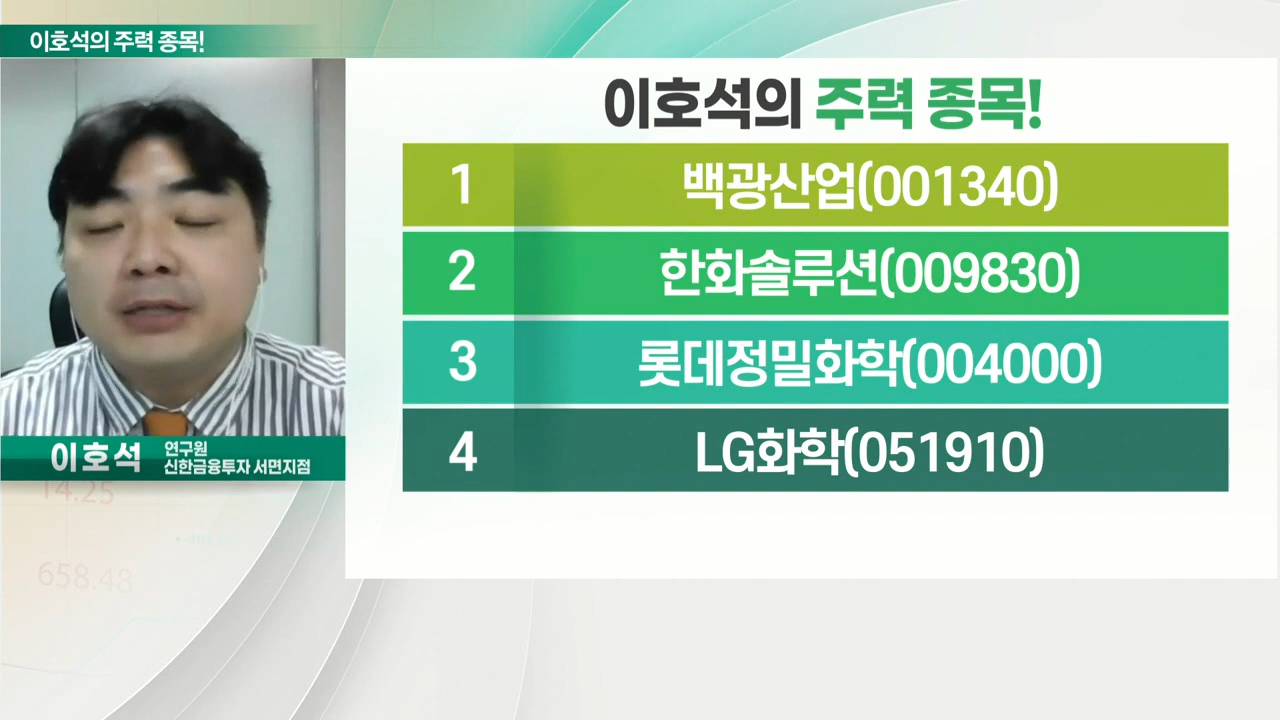 이호석의 주력 종목!
이호석의 주력 종목!
1 백광산업(001340)
2 한화솔루션(009830)
3 롯데정밀화학(004000)
4 LG화학(051910)
이호석 연구원
신한금융투자 서면지점
14.25
658.48